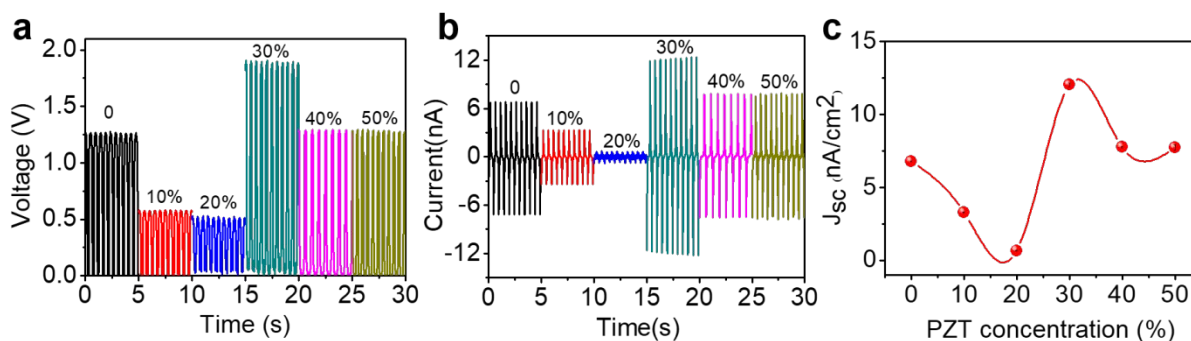 a
2.0
1.5
1.0
0.5
0.0
Voltage (V)
0
10%
20%
30%
40%
50%
0 5 10 15 20 25 30
Time (s)
b
12
6
0
-6
-12
Current(nA)
0
10%
20%
30%
40%
50%
0 5 10 15 20 25 30
Time(s)
c
15
10
5
0
Jsc (nA/cm2)
0 10 20 30 40 50
PZT concentration (%)